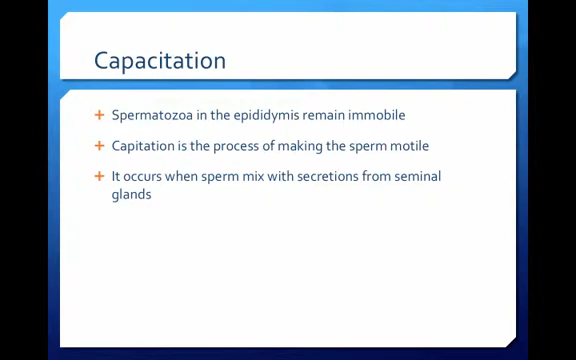 Capacitation
+ Spermatozoa in the epididymis remain immobile
+ Capitation is the process of making the sperm motile
+ It occurs when sperm mix with secretions from seminal
glands